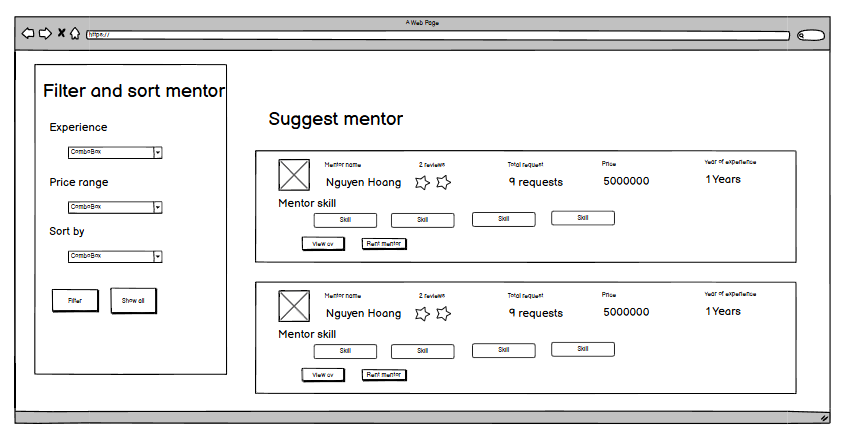 A Web Page
https://
Filter and sort mentor
Experience
ComboBox
Price range
ComboBox
Sort by
ComboBox
Filter
Show all
Suggest mentor
Mentor name 2 reviews Total request Price Year of experience
Nguyen Hoang 9 requests 5000000 1 Years
Mentor skill
Skill Skill Skill Skill
View cv Rent mentor
Mentor name 2 reviews Total request Price Year of experience
Nguyen Hoang 9 requests 5000000 1 Years
Mentor skill
Skill Skill Skill Skill
View cv Rent mentor